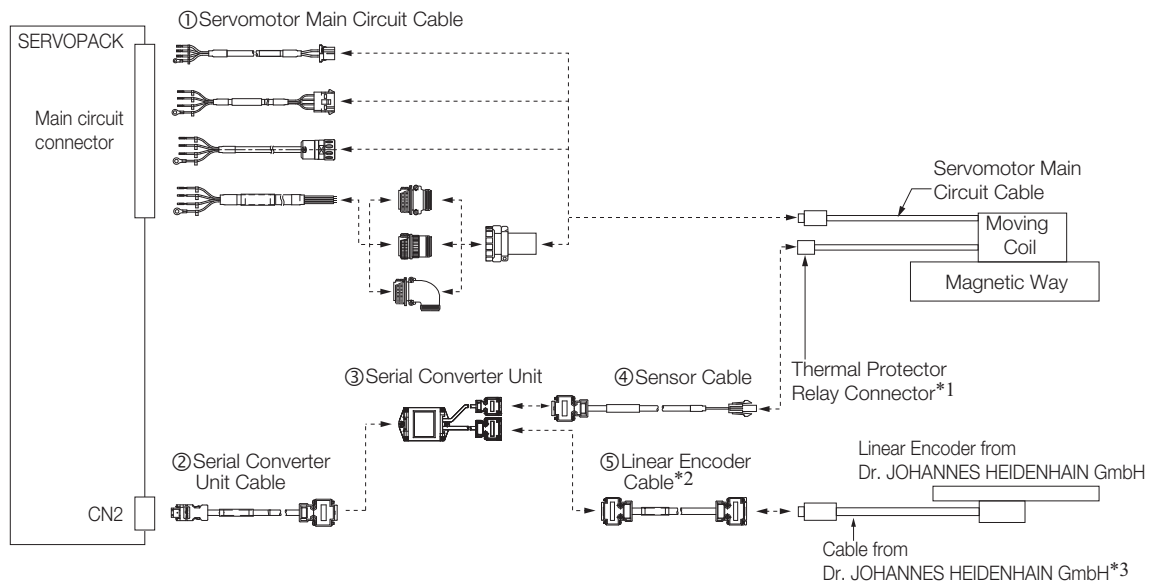 ①Servomotor Main Circuit Cable
SERVOPACK
Main circuit
connector
Servomotor Main
Circuit Cable
Moving
Coil
Magnetic Way
Thermal Protector
Relay Connector*1
③Serial Converter Unit
④Sensor Cable
②Serial Converter
Unit Cable
⑤Linear Encoder
Cable*2
Linear Encoder from
Dr. JOHANNES HEIDENHAIN GmbH
CN2
Cable from
Dr. JOHANNES HEIDENHAIN GmbH*3